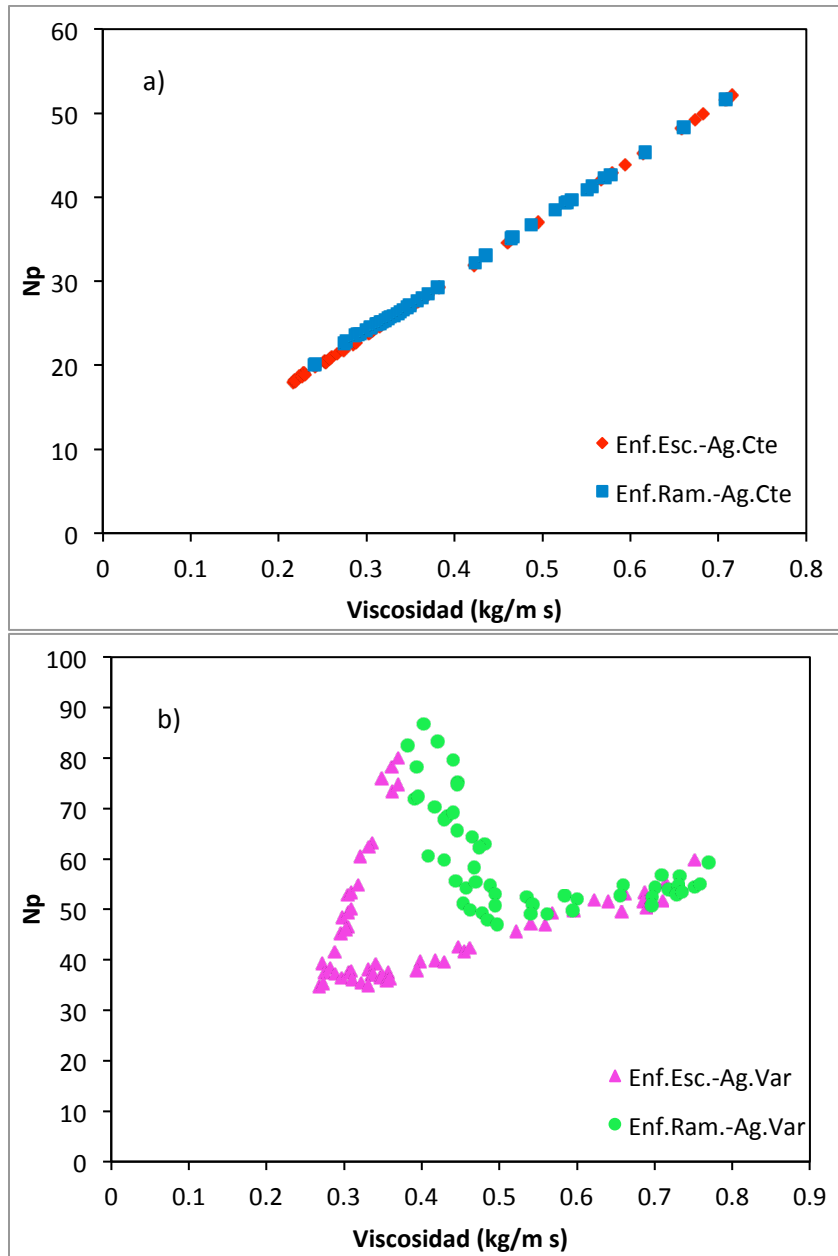 60
50
40
30
20
10
0
a)
Np
Enf.Esc.-Ag.Cte
Enf.Ram.-Ag.Cte
0 0.1 0.2 0.3 0.4 0.5 0.6 0.7 0.8
Viscosidad (kg/m s)
100
90
80
70
60
50
40
30
20
10
0
b)
Np
Enf.Esc.-Ag.Var
Enf.Ram.-Ag.Var
0 0.1 0.2 0.3 0.4 0.5 0.6 0.7 0.8 0.9
Viscosidad (kg/m s)